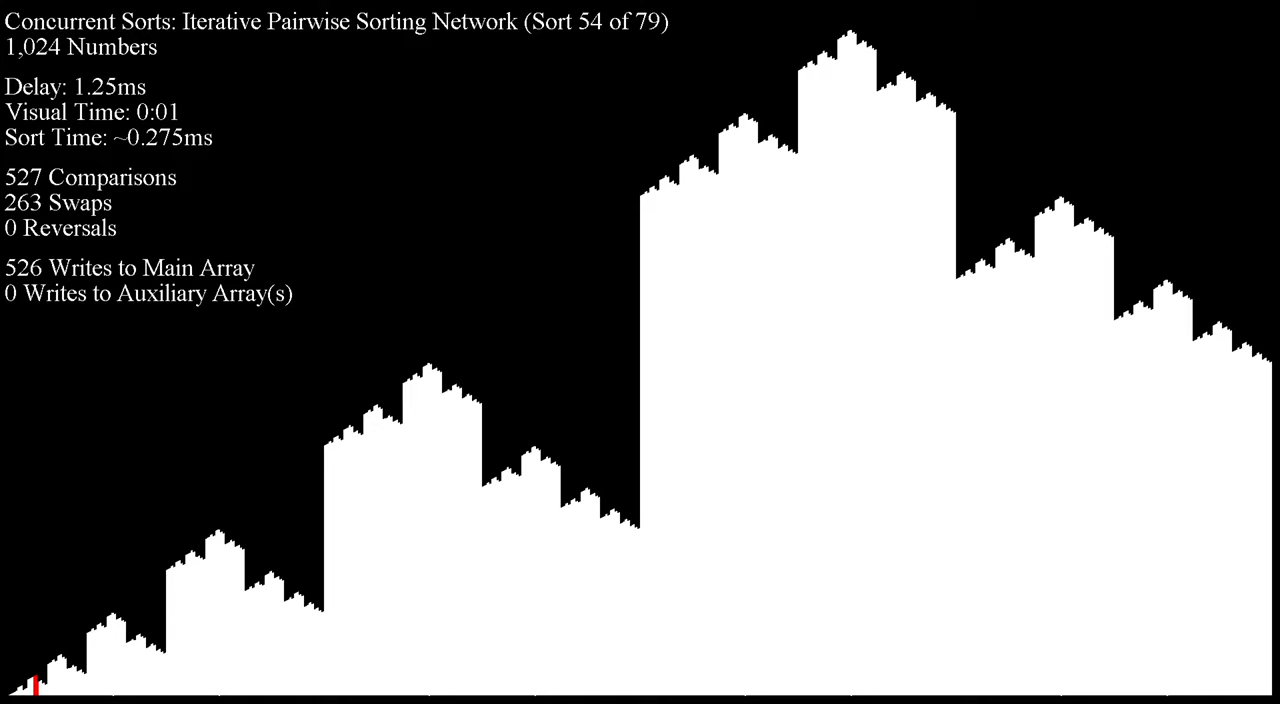 Concurrent Sorts: Iterative Pairwise Sorting Network (Sort 54 of 79)
1,024 Numbers
Delay: 1.25ms
Visual Time: 0:01
Sort Time: ~0.275ms
527 Comparisons
263 Swaps
0 Reversals
526 Writes to Main Array
0 Writes to Auxiliary Array(s)